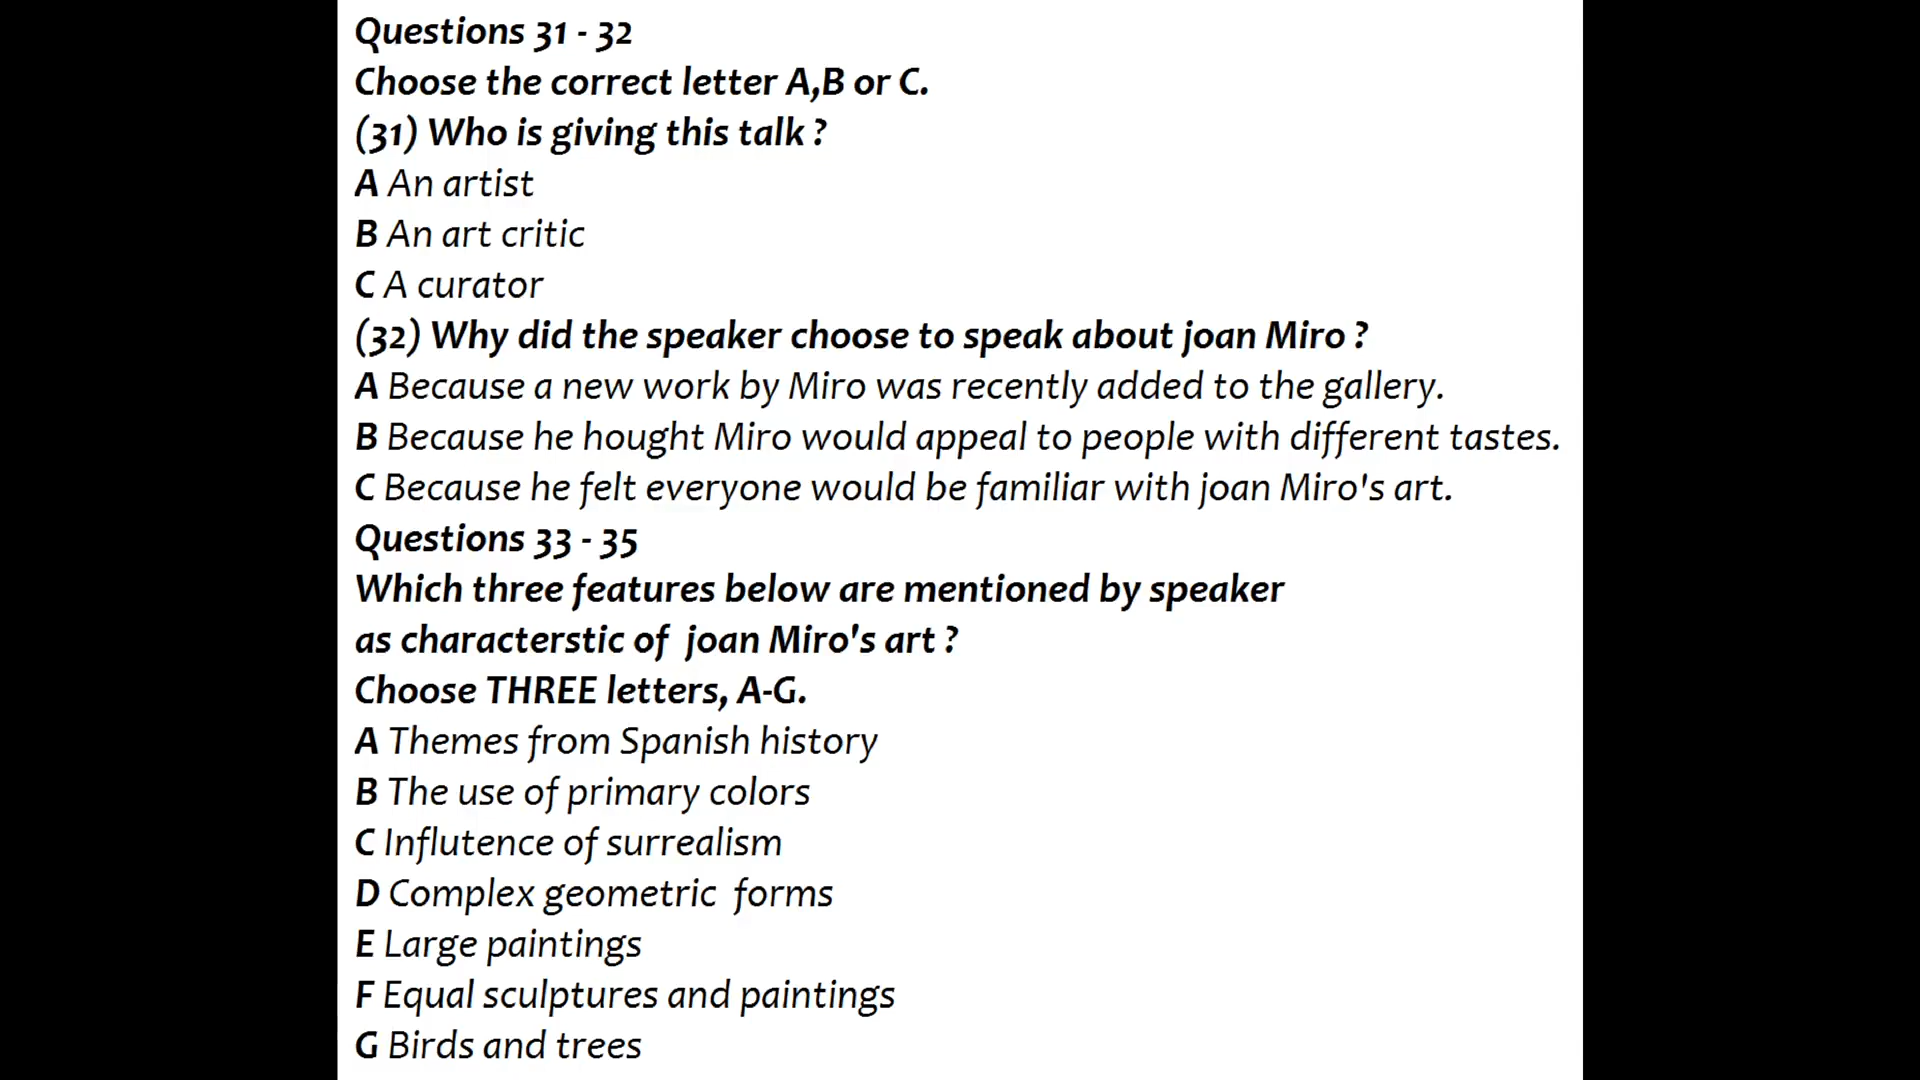 Questions 31 - 32
Choose the correct letter A,B or C.
(31) Who is giving this talk ?
A An artist
B An art critic
C A curator
(32) Why did the speaker choose to speak about joan Miro ?
A Because a new work by Miro was recently added to the gallery.
B Because he hought Miro would appeal to people with different tastes.
C Because he felt everyone would be familiar with joan Miro's art.
Questions 33 - 35
Which three features below are mentioned by speaker
as characterstic of joan Miro's art ?
Choose THREE letters, A-G.
A Themes from Spanish history
B The use of primary colors
C Influtence of surrealism
D Complex geometric forms
E Large paintings
F Equal sculptures and paintings
G Birds and trees